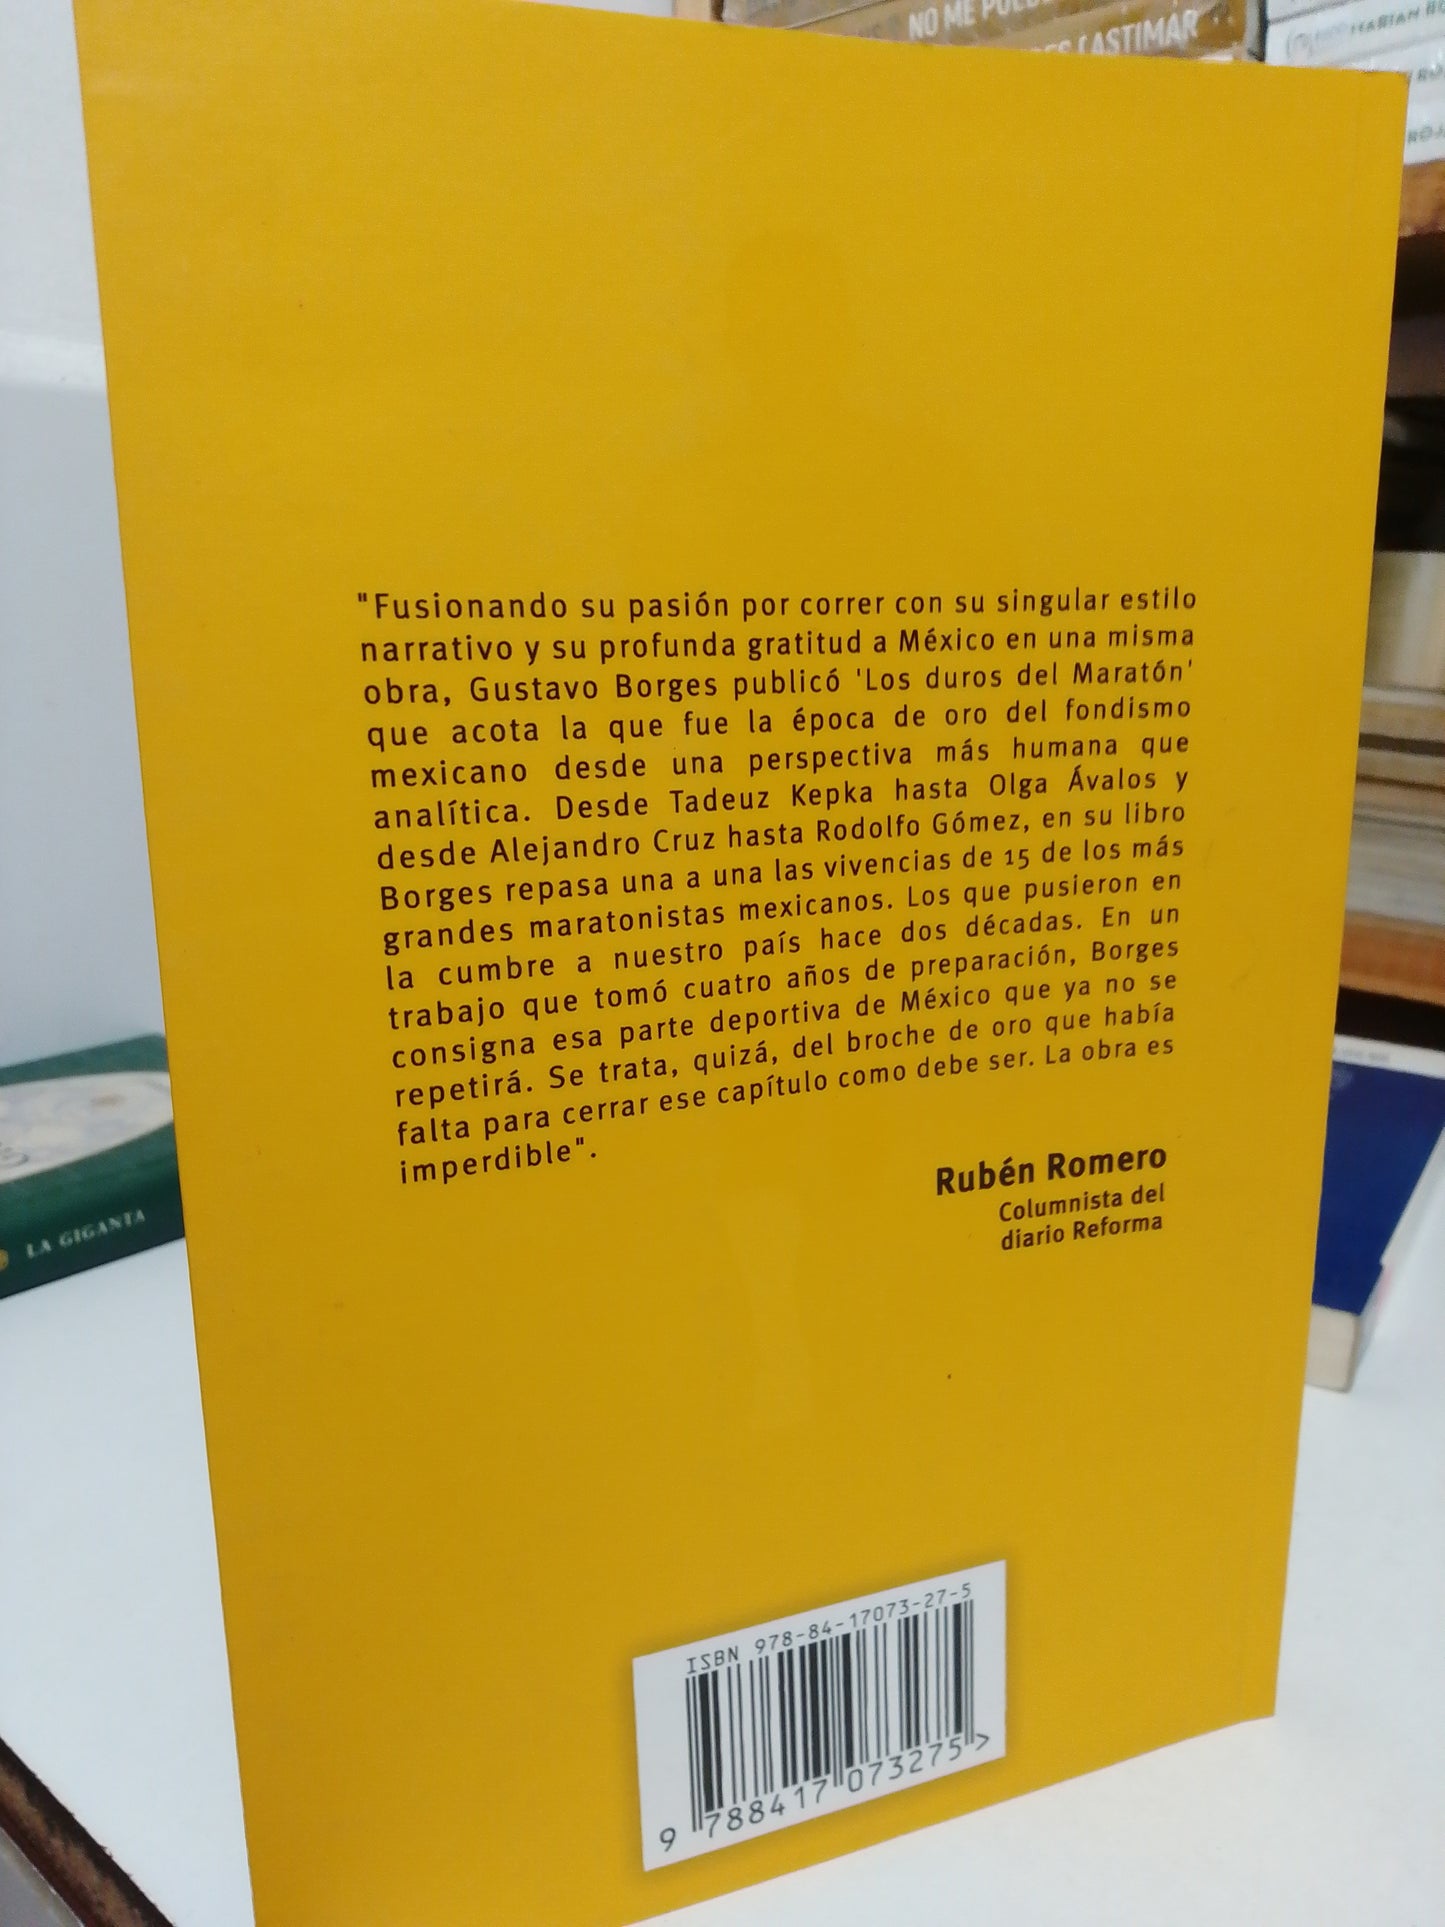 NO ME
LASTIMAR
MARIAN
"Fusionando su pasión por correr con su singular estilo
narrativo y su profunda gratitud a México en una misma
obra, Gustavo Borges publicó 'Los duros del Maratón'
que acota la que fue la época de oro del fondismo
mexicano desde una perspectiva más humana que
analítica. Desde Tadeuz Kepka hasta Olga Ávalos y
desde Alejandro Cruz hasta Rodolfo Gómez, en su libro
Borges repasa una a una las vivencias de 15 de los más
grandes maratonistas mexicanos. Los que pusieron en
la cumbre a nuestro país hace dos décadas. En un
trabajo que tomó cuatro años de preparación, Borges
consigna esa parte deportiva de México que ya no se
repetirá. Se trata, quizá, del broche de oro que había
falta para cerrar ese capítulo como debe ser. La obra es
imperdible".
Rubén Romero
Columnista del
diario Reforma
LA GIGANTA
ISBN 978-84-17073-27-5
9 788417 073275 >